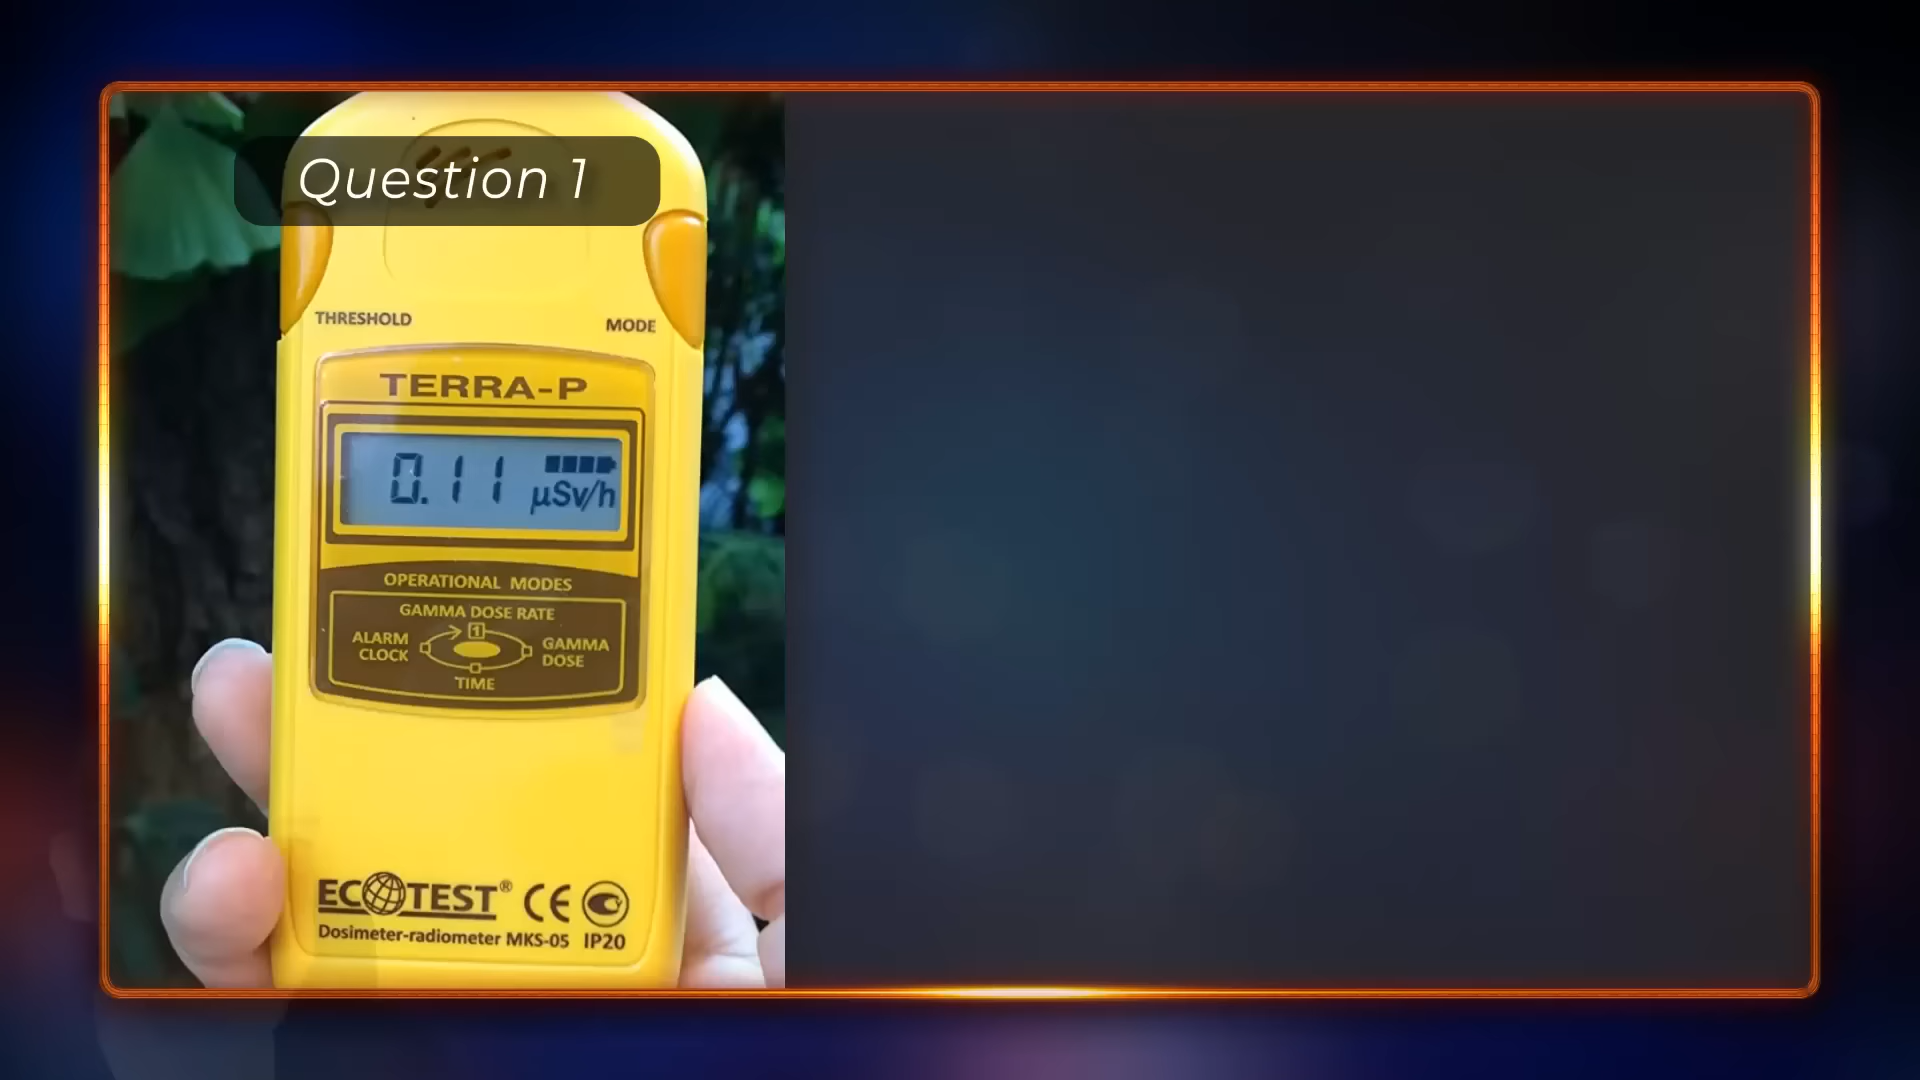 Question 1
THRESHOLD
MODE
TERRA-P
0.11 µSv/h
OPERATIONAL MODES
GAMMA DOSE RATE
1
ALARM
CLOCK
GAMMA
DOSE
TIME
ECOTEST® CE
Dosimeter-radiometer MKS-05 IP20